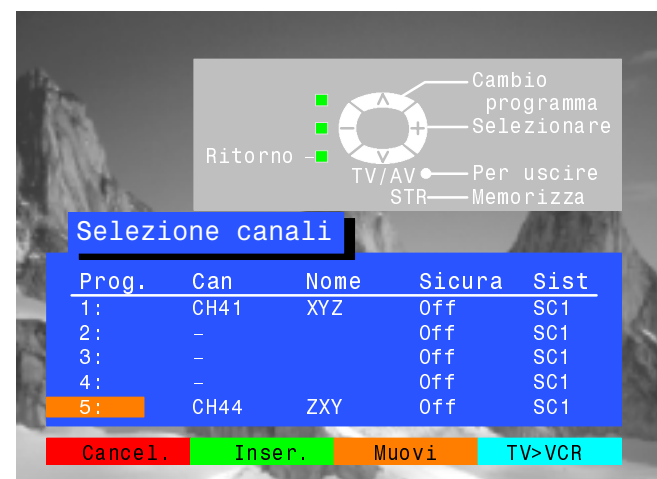 Cambio
programma
Selezionare
Ritorno
TV/AV Per uscire
STR Memorizza
Selezione canali
Prog. Can Nome Sicura Sist
1: CH41 XYZ Off SC1
2: – Off SC1
3: – Off SC1
4: – Off SC1
5: CH44 ZXY Off SC1
Cancel. Inser. Muovi TV>VCR